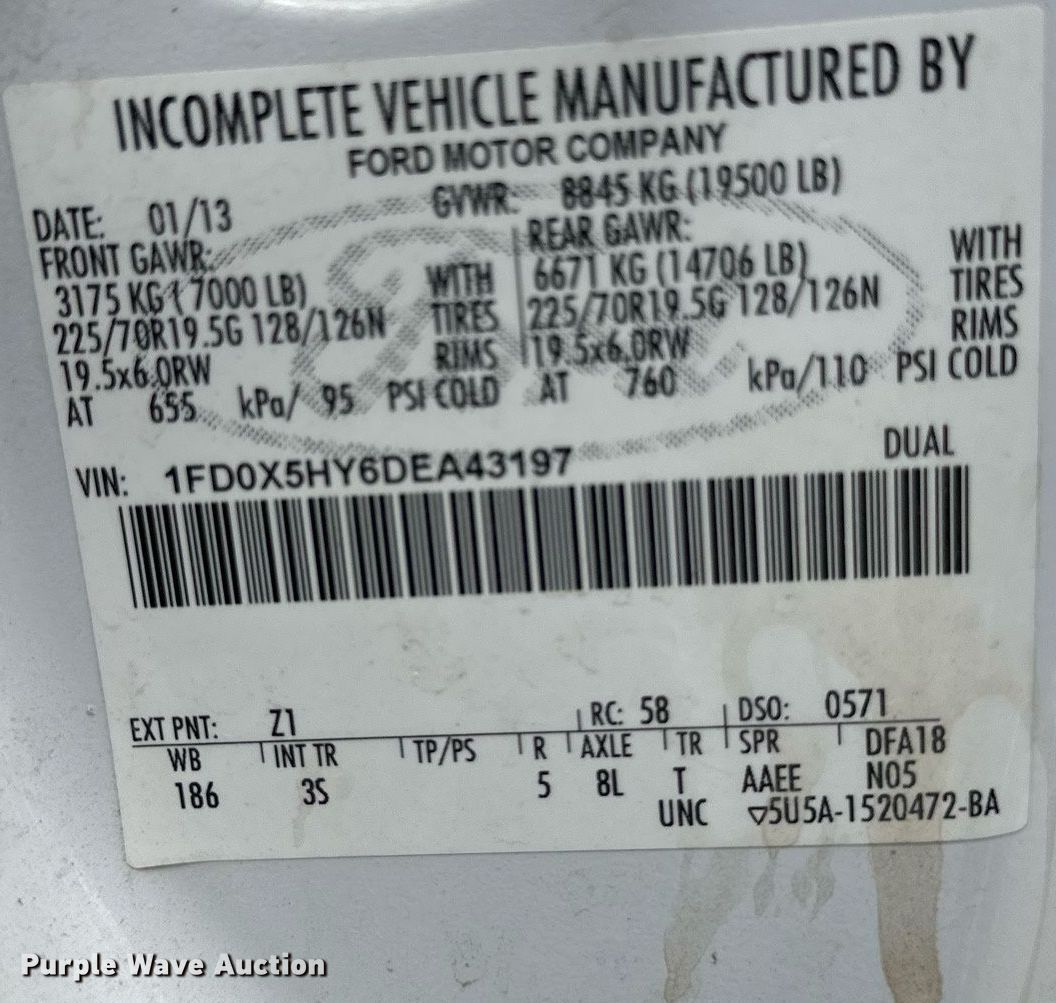 INCOMPLETE VEHICLE MANUFACTURED BY
FORD MOTOR COMPANY
DATE: 01/13 GVWR: 8845 KG (19500 LB)
FRONT GAWR: REAR GAWR:
3175 KG ( 7000 LB) WITH 6671 KG (14706 LB) WITH
225/70R19.5G 128/126N TIRES 225/70R19.5G 128/126N TIRES
19.5x6.0RW RIMS 19.5x6.0RW RIMS
AT 655 kPa/ 95 PSI COLD AT 760 kPa/110 PSI COLD
VIN: 1FD0X5HY6DEA43197 DUAL
EXT PNT: Z1 RC: 58 DSO: 0571
WB INT TR TP/PS R AXLE TR SPR DFA18
186 3S 5 8L T AAEE N05
UNC ▽5U5A-1520472-BA
Purple Wave Auction